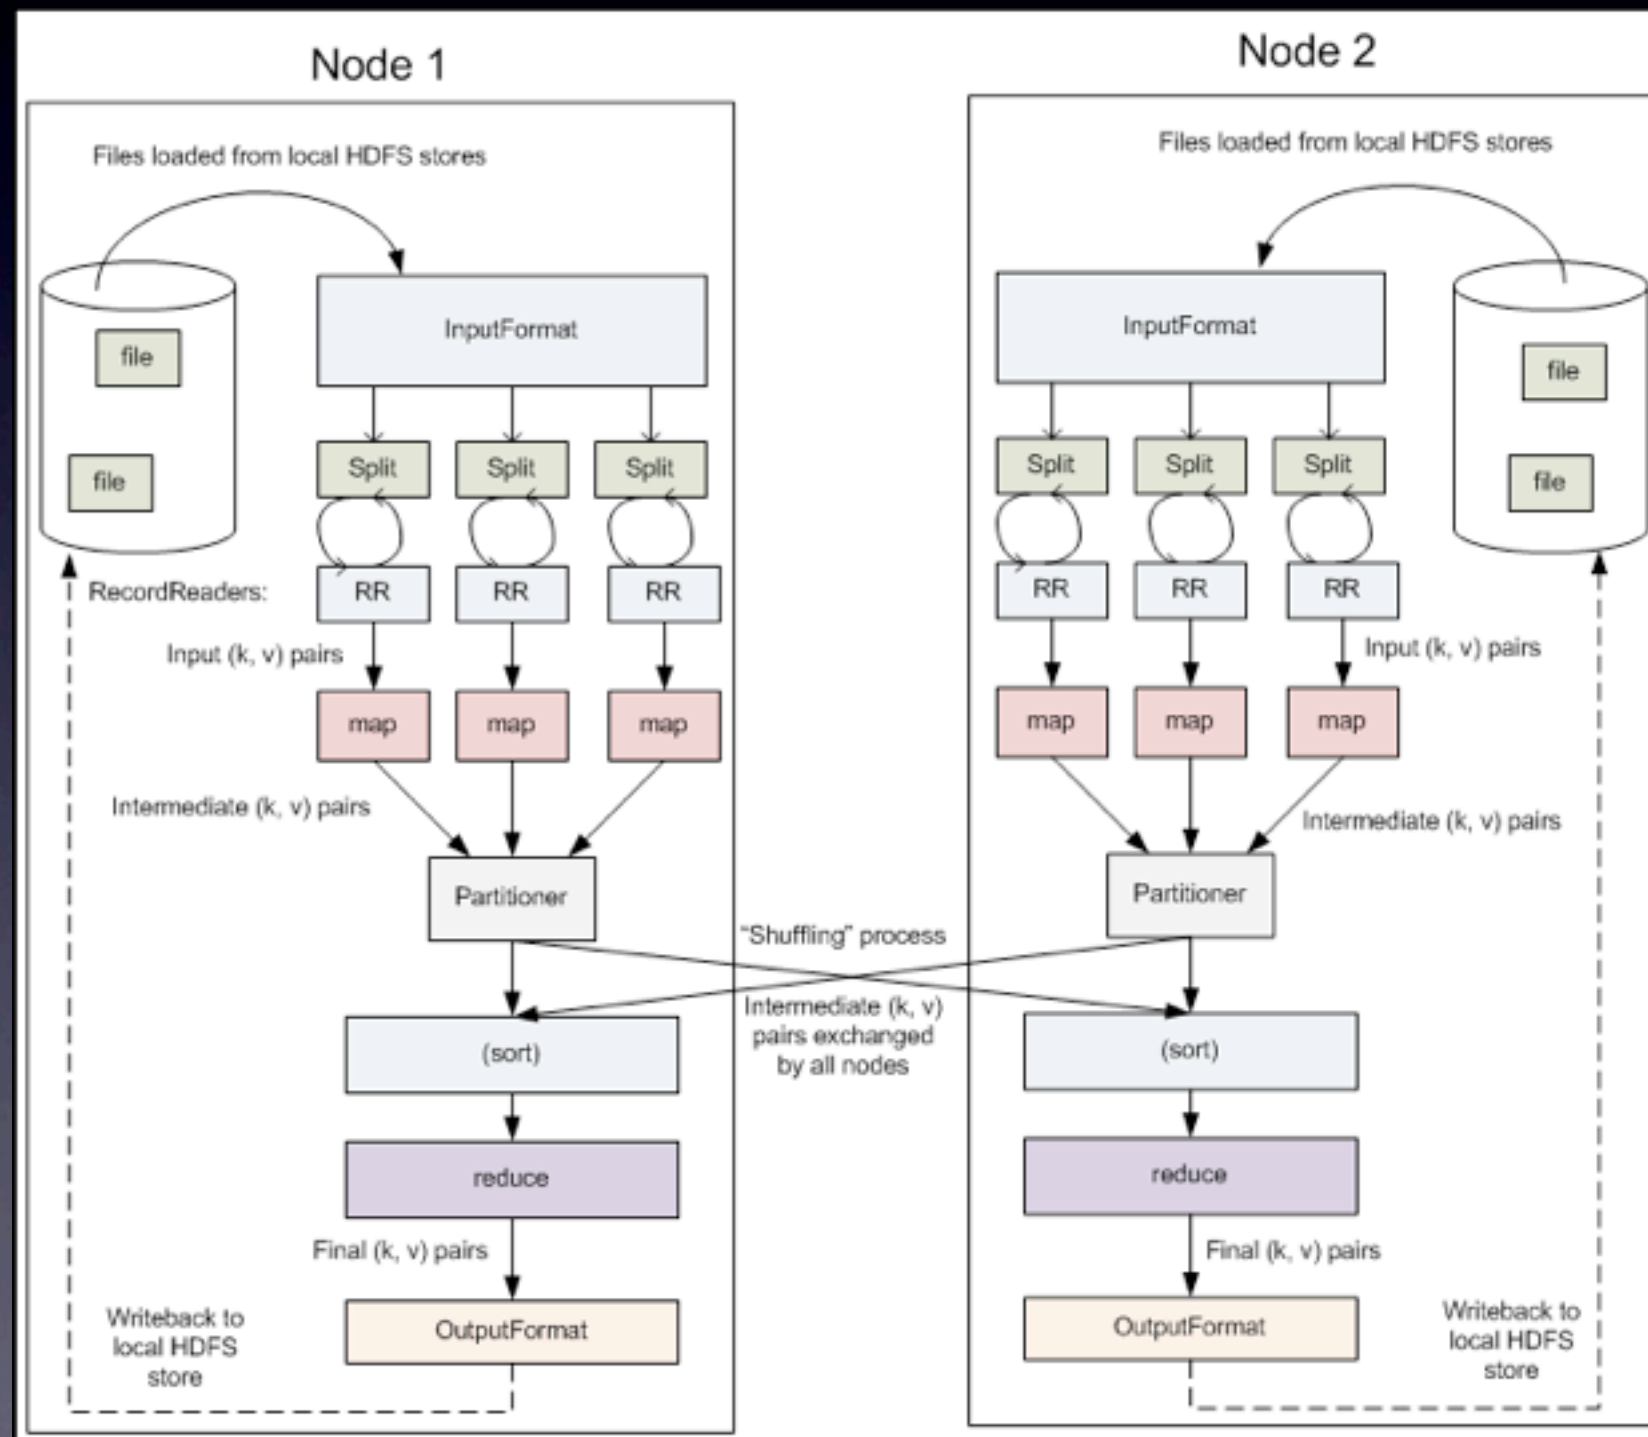 Node 1
Files loaded from local HDFS stores
file
file
InputFormat
Split
Split
Split
RecordReaders:
RR
RR
RR
Input (k, v) pairs
map
map
map
Intermediate (k, v) pairs
Partitioner
(sort)
reduce
Final (k, v) pairs
OutputFormat
Writeback to
local HDFS
store
"Shuffling" process
Intermediate (k, v)
pairs exchanged
by all nodes
Node 2
Files loaded from local HDFS stores
InputFormat
file
file
Split
Split
Split
RR
RR
RR
Input (k, v) pairs
map
map
map
Intermediate (k, v) pairs
Partitioner
(sort)
reduce
Final (k, v) pairs
OutputFormat
Writeback to
local HDFS
store